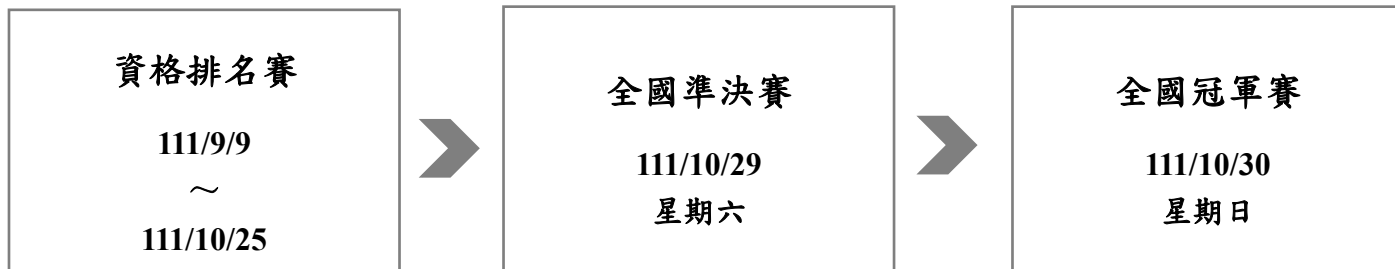 資格排名賽
111/9/9
～
111/10/25
全國準決賽
111/10/29
星期六
全國冠軍賽
111/10/30
星期日